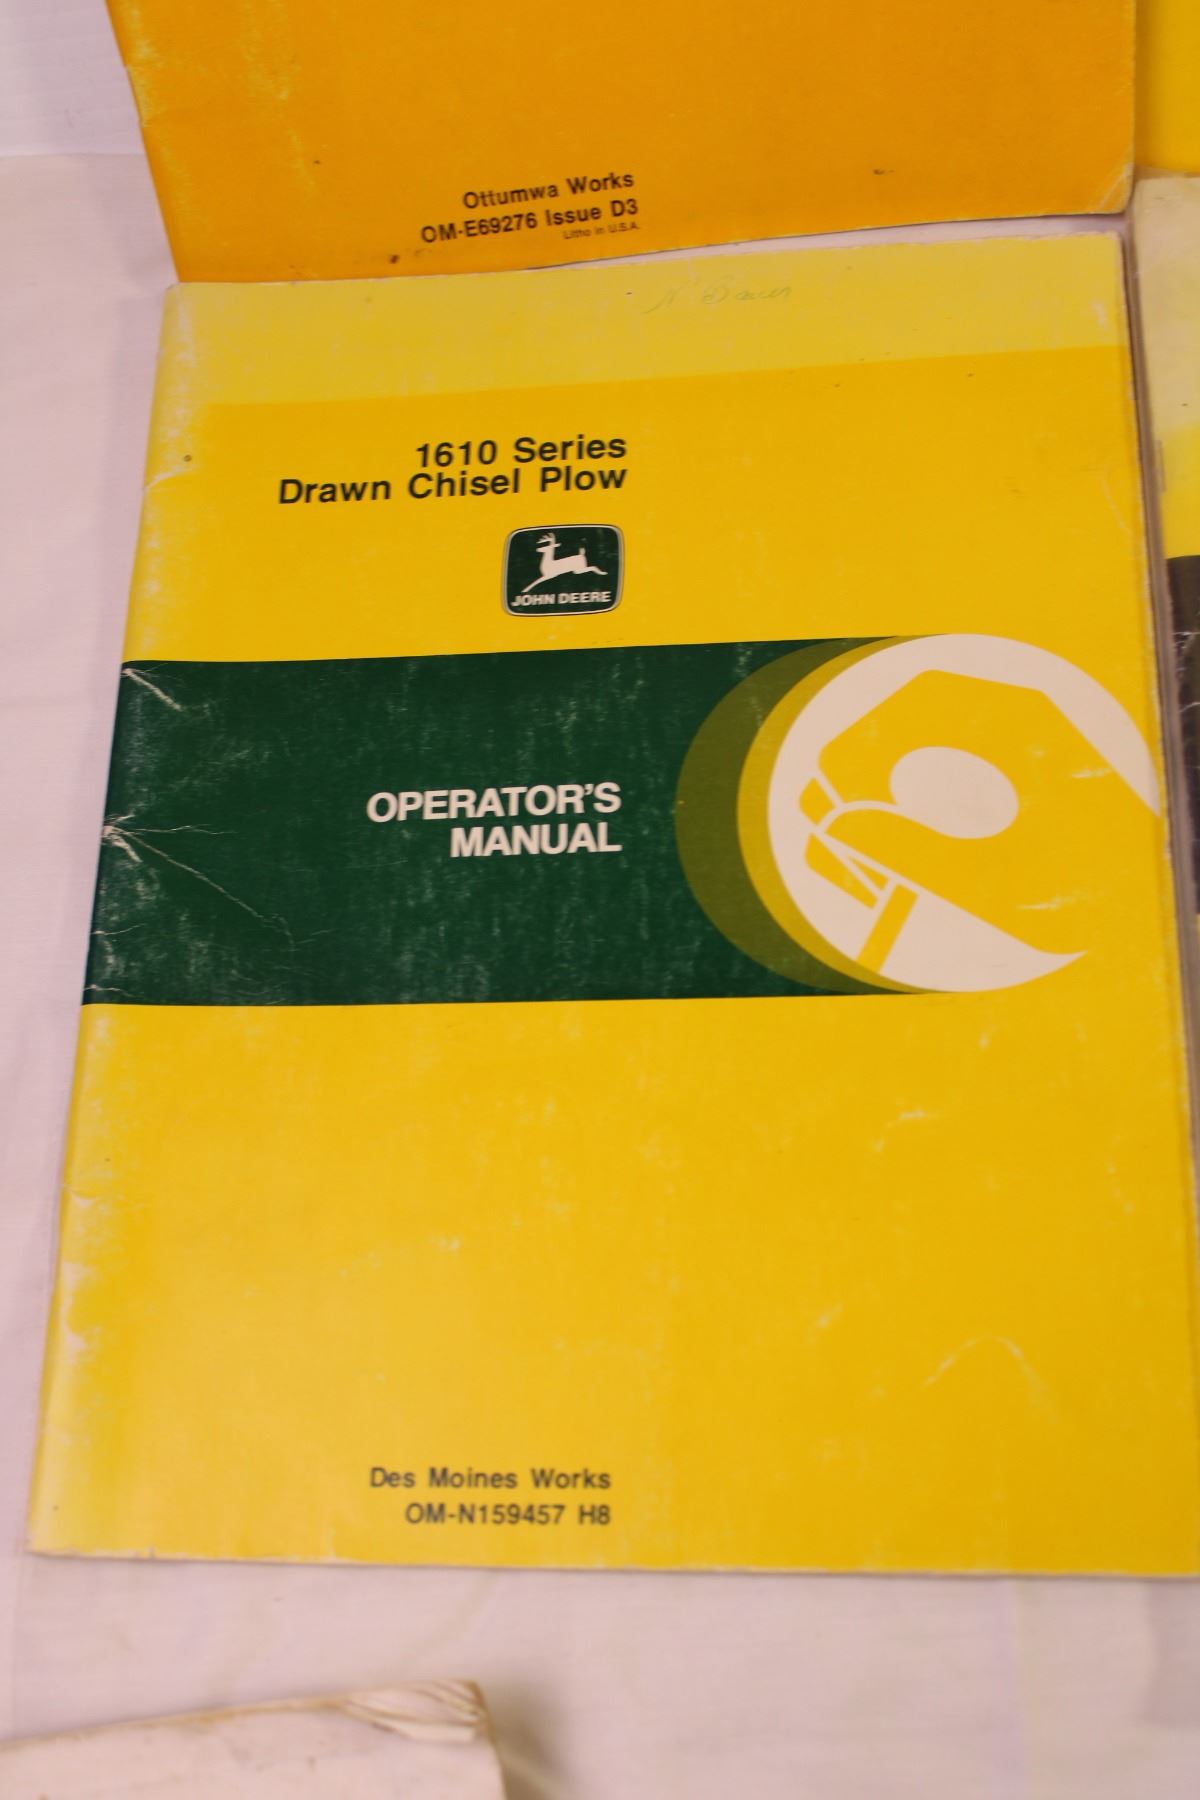 Ottumwa Works
OM-E69276 Issue D3
Litho in U.S.A.
1610 Series
Drawn Chisel Plow
JOHN DEERE
OPERATOR'S
MANUAL
Des Moines Works
OM-N159457 H8